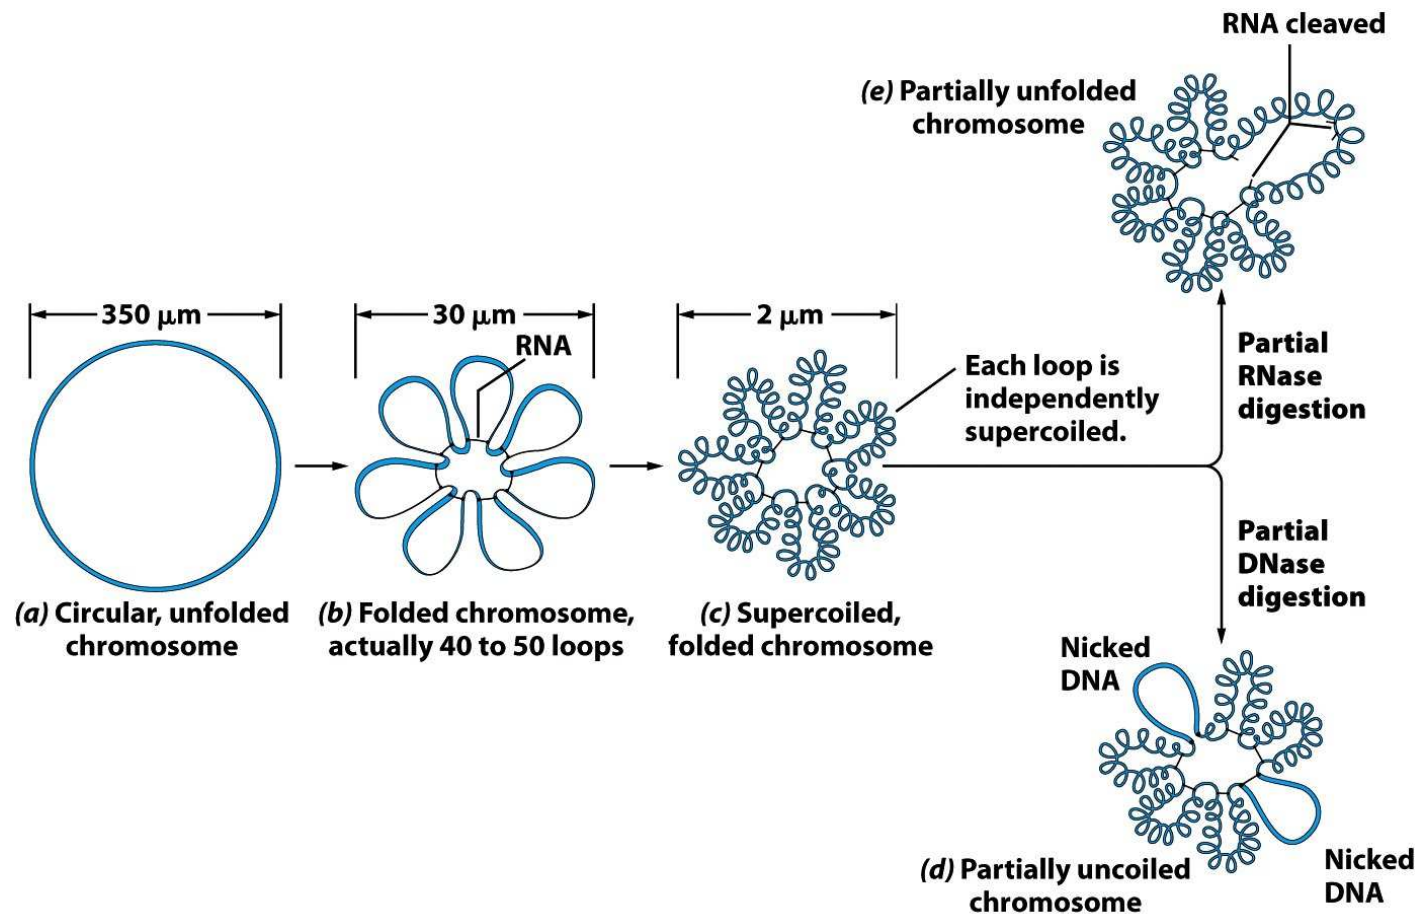 RNA cleaved
(e) Partially unfolded
chromosome
350 μm
30 μm
RNA
2 μm
Each loop is
independently
supercoiled.
Partial
RNase
digestion
Partial
DNase
digestion
(a) Circular, unfolded
chromosome
(b) Folded chromosome,
actually 40 to 50 loops
(c) Supercoiled,
folded chromosome
Nicked
DNA
(d) Partially uncoiled
chromosome
Nicked
DNA